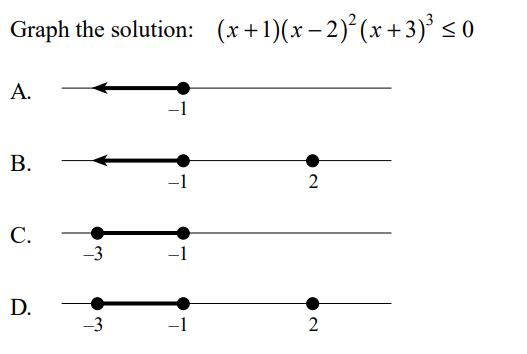 Graph the solution: (x+1)(x−2)²(x+3)³ ≤ 0
A.
−1
B.
−1 2
C.
−3 −1
D.
−3 −1 2